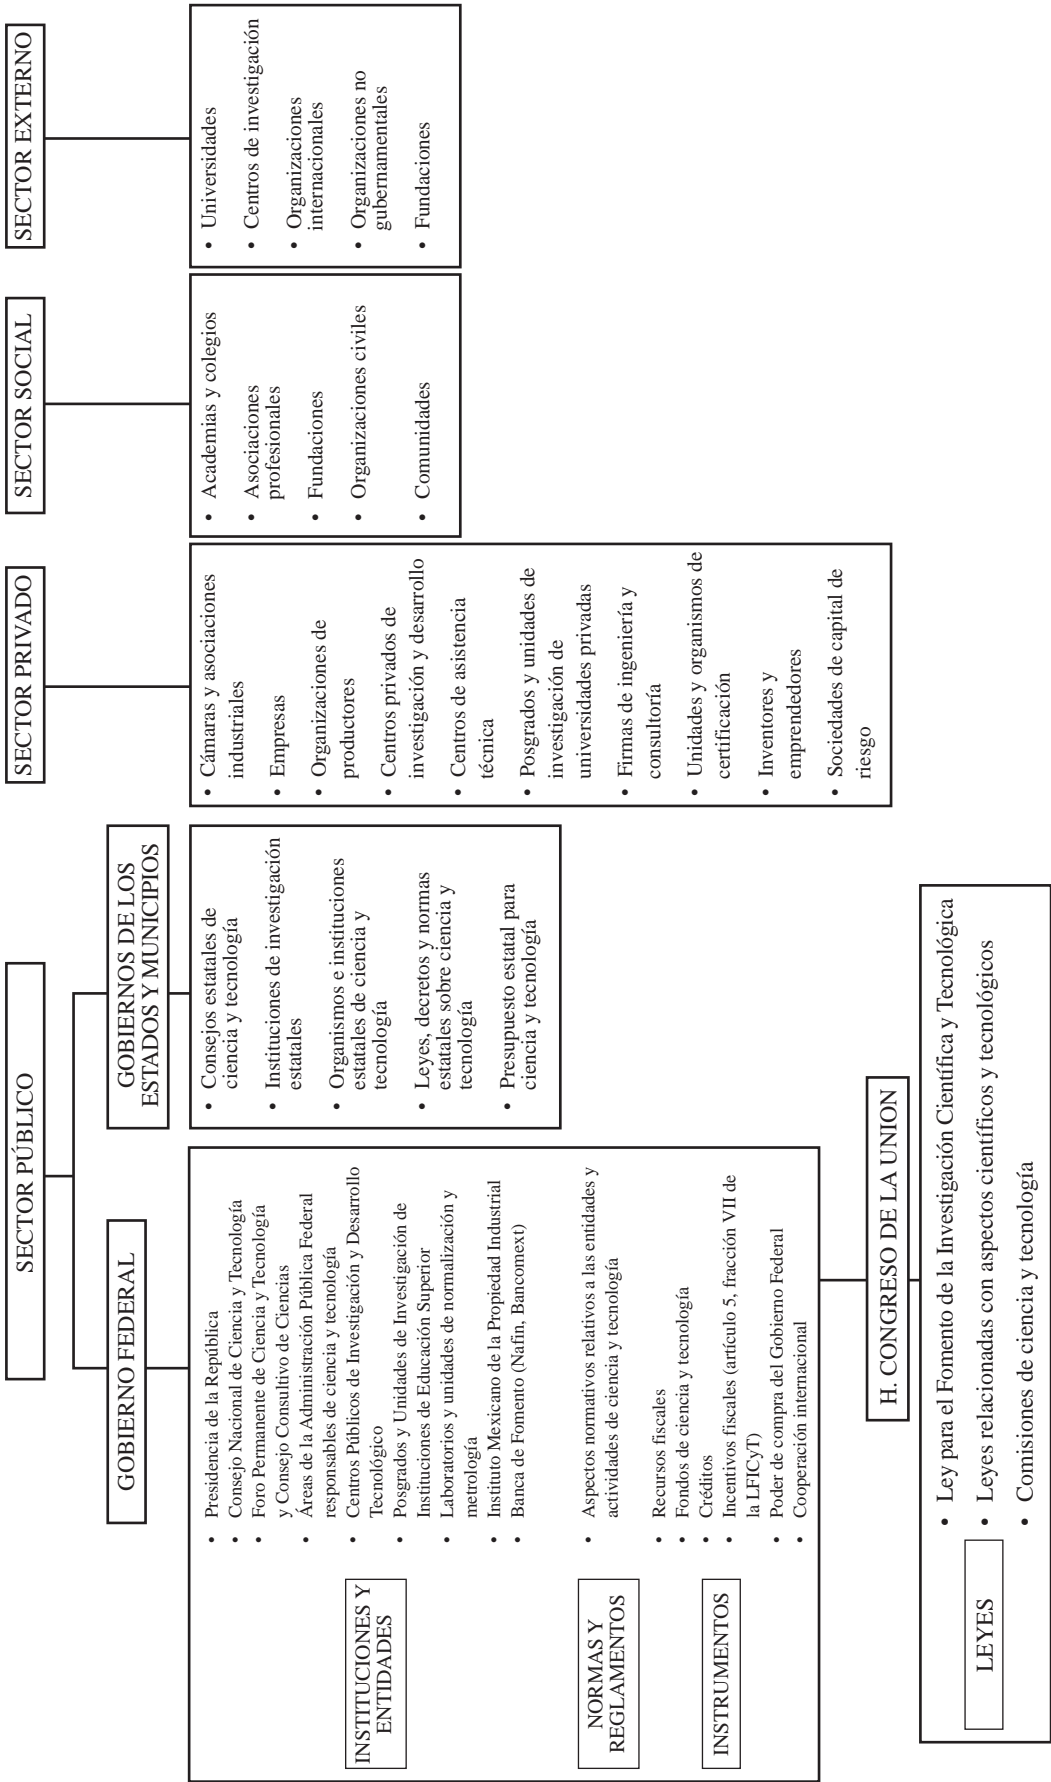 SECTOR PÚBLICO
GOBIERNO FEDERAL
INSTITUCIONES Y
ENTIDADES
• Presidencia de la República
• Consejo Nacional de Ciencia y Tecnología
• Foro Permanente de Ciencia y Tecnología
y Consejo Consultivo de Ciencias
• Áreas de la Administración Pública Federal
responsables de ciencia y tecnología
• Centros Públicos de Investigación y Desarrollo
Tecnológico
• Posgrados y Unidades de Investigación de
Instituciones de Educación Superior
• Laboratorios y unidades de normalización y
metrología
• Instituto Mexicano de la Propiedad Industrial
• Banca de Fomento (Nafin, Bancomext)
NORMAS Y
REGLAMENTOS
• Aspectos normativos relativos a las entidades y
actividades de ciencia y tecnología
INSTRUMENTOS
• Recursos fiscales
• Fondos de ciencia y tecnología
• Créditos
• Incentivos fiscales (artículo 5, fracción VII de
la LFICyT)
• Poder de compra del Gobierno Federal
• Cooperación internacional
GOBIERNOS DE LOS
ESTADOS Y MUNICIPIOS
• Consejos estatales de
ciencia y tecnología
• Instituciones de investigación
estatales
• Organismos e instituciones
estatales de ciencia y
tecnología
• Leyes, decretos y normas
estatales sobre ciencia y
tecnología
• Presupuesto estatal para
ciencia y tecnología
H. CONGRESO DE LA UNION
LEYES
• Ley para el Fomento de la Investigación Científica y Tecnológica
• Leyes relacionadas con aspectos científicos y tecnológicos
• Comisiones de ciencia y tecnología
SECTOR PRIVADO
• Cámaras y asociaciones
industriales
• Empresas
• Organizaciones de
productores
• Centros privados de
investigación y desarrollo
• Centros de asistencia
técnica
• Posgrados y unidades de
investigación de
universidades privadas
• Firmas de ingeniería y
consultoría
• Unidades y organismos de
certificación
• Inventores y
emprendedores
• Sociedades de capital de
riesgo
SECTOR SOCIAL
• Academias y colegios
• Asociaciones
profesionales
• Fundaciones
• Organizaciones civiles
• Comunidades
SECTOR EXTERNO
• Universidades
• Centros de investigación
• Organizaciones
internacionales
• Organizaciones no
gubernamentales
• Fundaciones